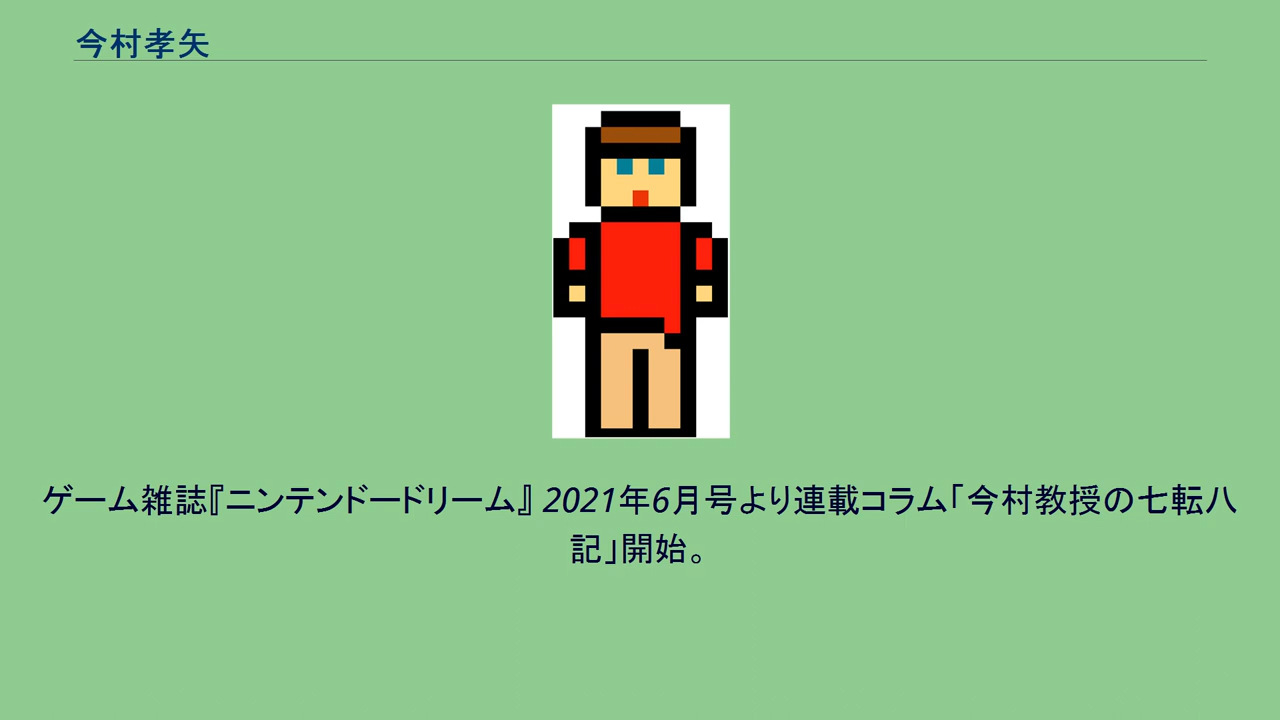 今村孝矢
ゲーム雑誌『ニンテンドードリーム』 2021年6月号より連載コラム「今村教授の七転八
記」開始。